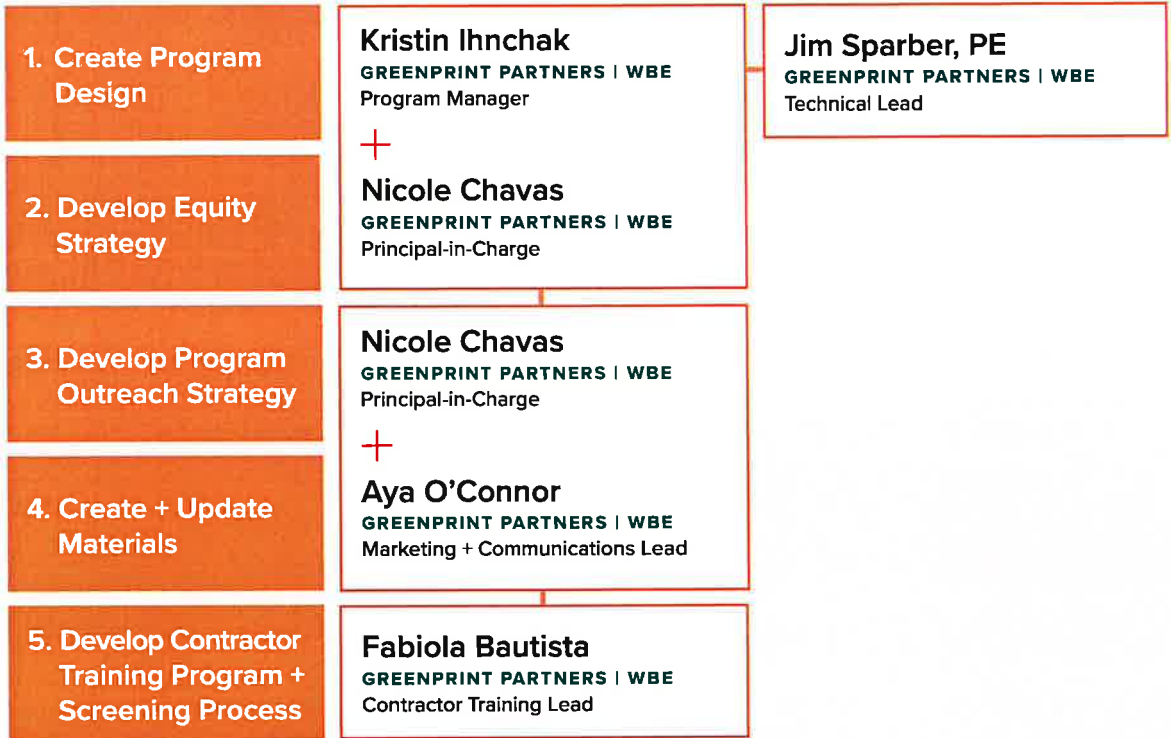 1. Create Program
Design
Kristin Ihnchak
GREENPRINT PARTNERS | WBE
Program Manager
+
Nicole Chavas
GREENPRINT PARTNERS | WBE
Principal-in-Charge
Jim Sparber, PE
GREENPRINT PARTNERS | WBE
Technical Lead
2. Develop Equity
Strategy
3. Develop Program
Outreach Strategy
Nicole Chavas
GREENPRINT PARTNERS | WBE
Principal-in-Charge
+
Aya O'Connor
GREENPRINT PARTNERS | WBE
Marketing + Communications Lead
4. Create + Update
Materials
5. Develop Contractor
Training Program +
Screening Process
Fabiola Bautista
GREENPRINT PARTNERS | WBE
Contractor Training Lead